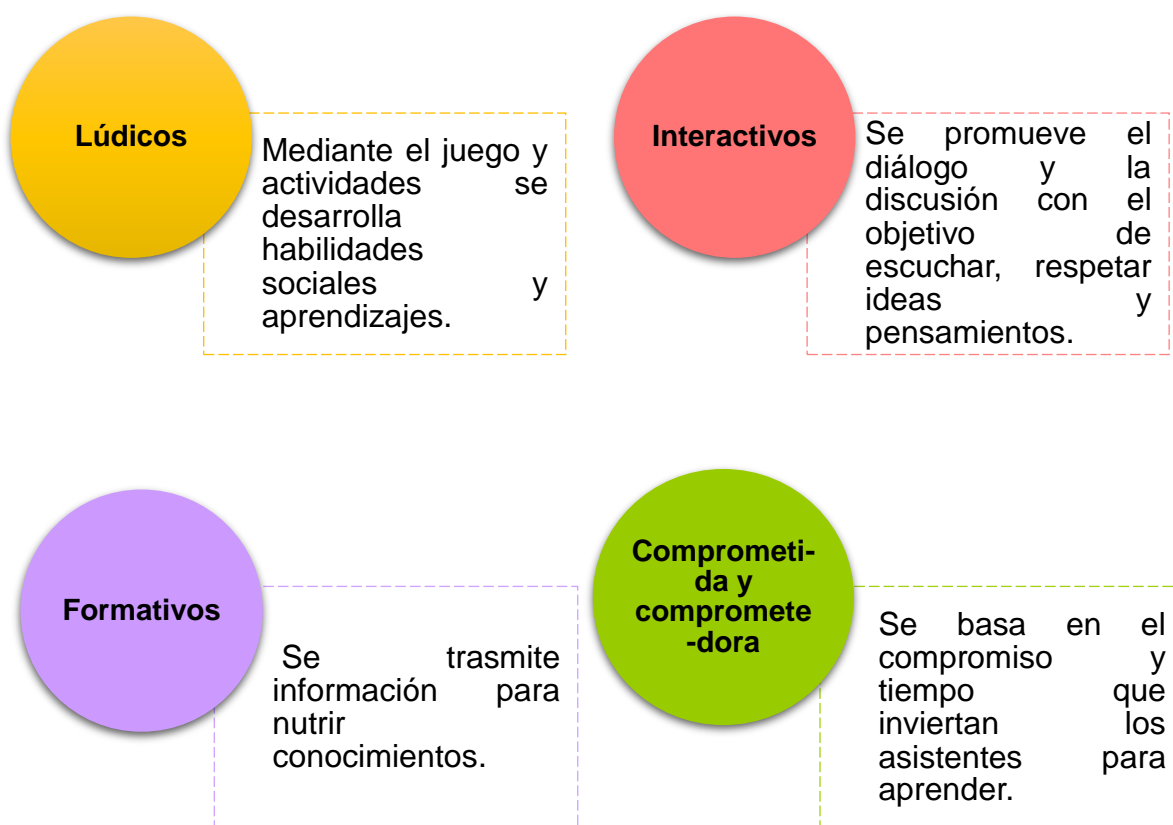 Lúdicos
Mediante el juego y
actividades se
desarrolla
habilidades
sociales y
aprendizajes.
Interactivos
Se promueve el
diálogo y la
discusión con el
objetivo de
escuchar, respetar
ideas y
pensamientos.
Formativos
Se trasmite
información para
nutrir
conocimientos.
Comprometi-
da y
compromete
-dora
Se basa en el
compromiso y
tiempo que
inviertan los
asistentes para
aprender.